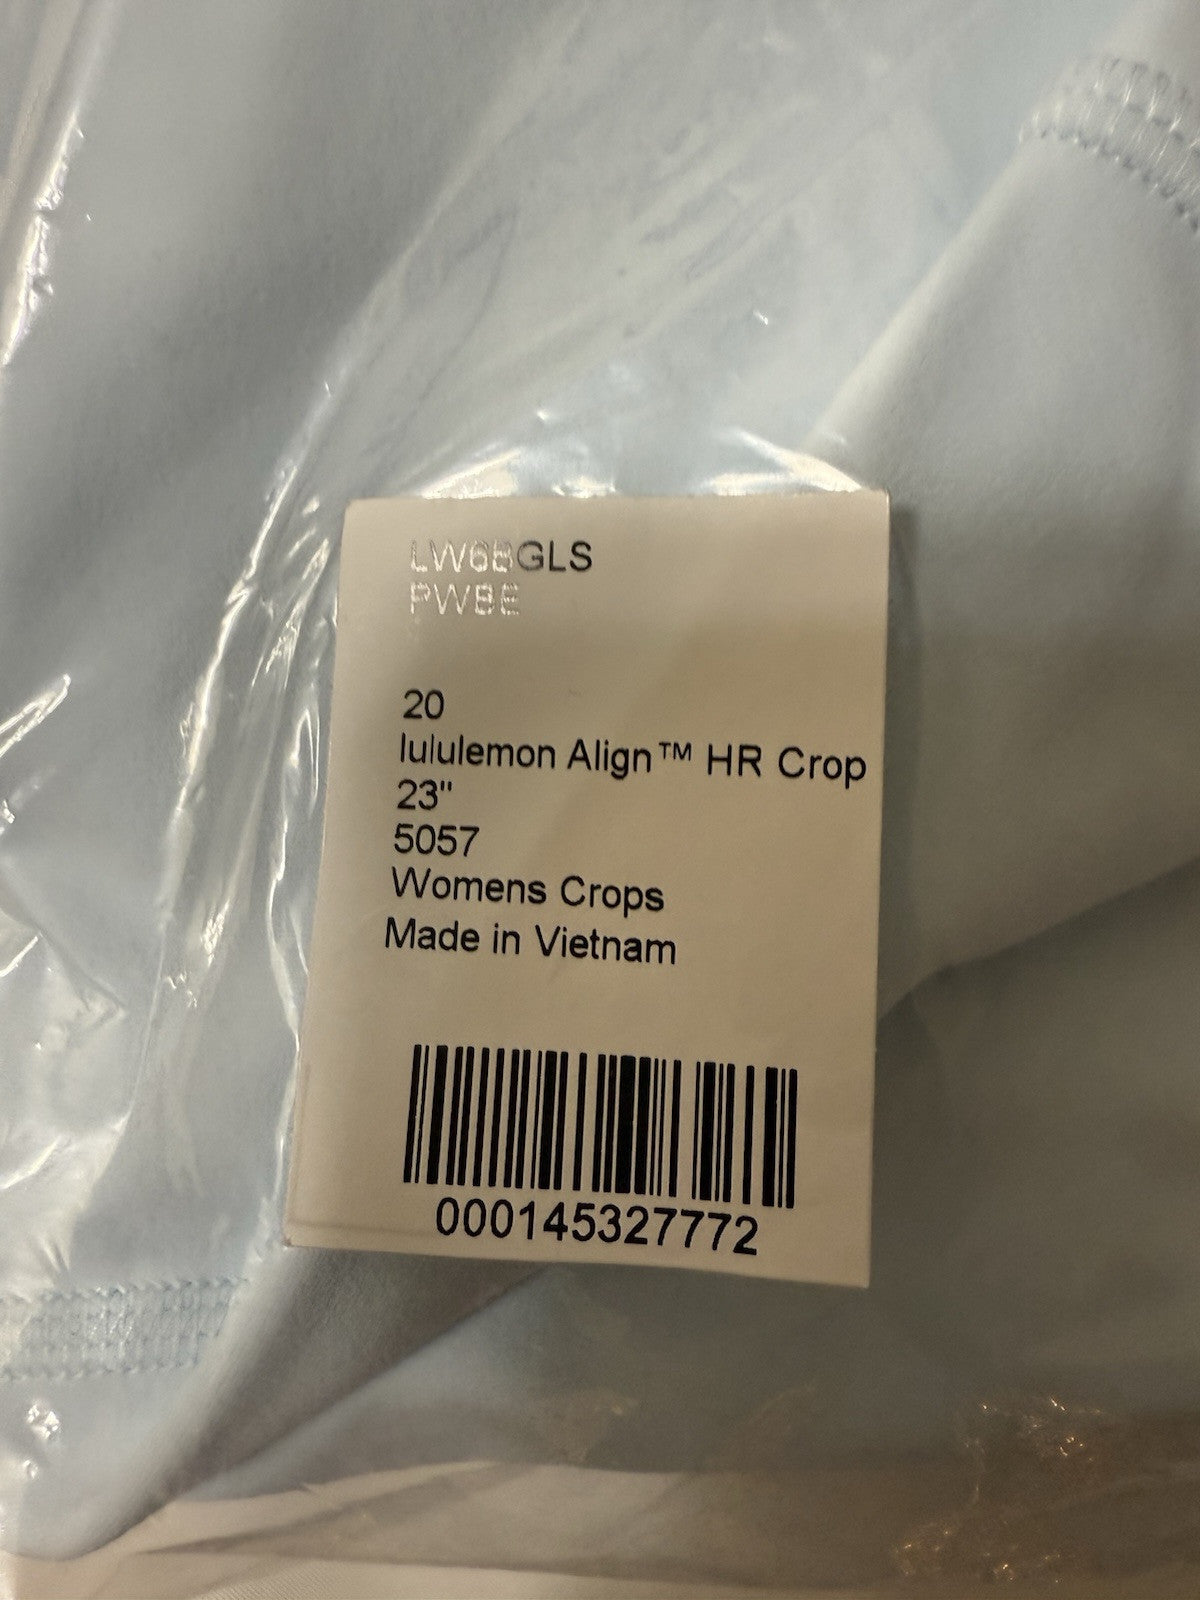 LW6BGLS
PWBE
20
lululemon Align™ HR Crop
23"
5057
Womens Crops
Made in Vietnam
000145327772